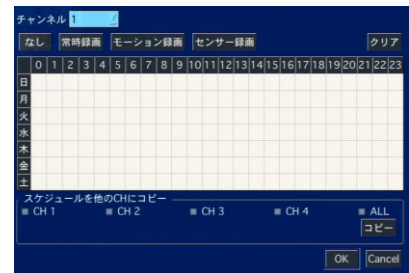 チャンネル 1
なし 常時録画 モーション録画 センサー録画 クリア
0 1 2 3 4 5 6 7 8 9 10 11 12 13 14 15 16 17 18 19 20 21 22 23
日
月
火
水
木
金
土
スケジュールを他のCHにコピー
CH 1 CH 2 CH 3 CH 4 ALL
コピー
OK Cancel